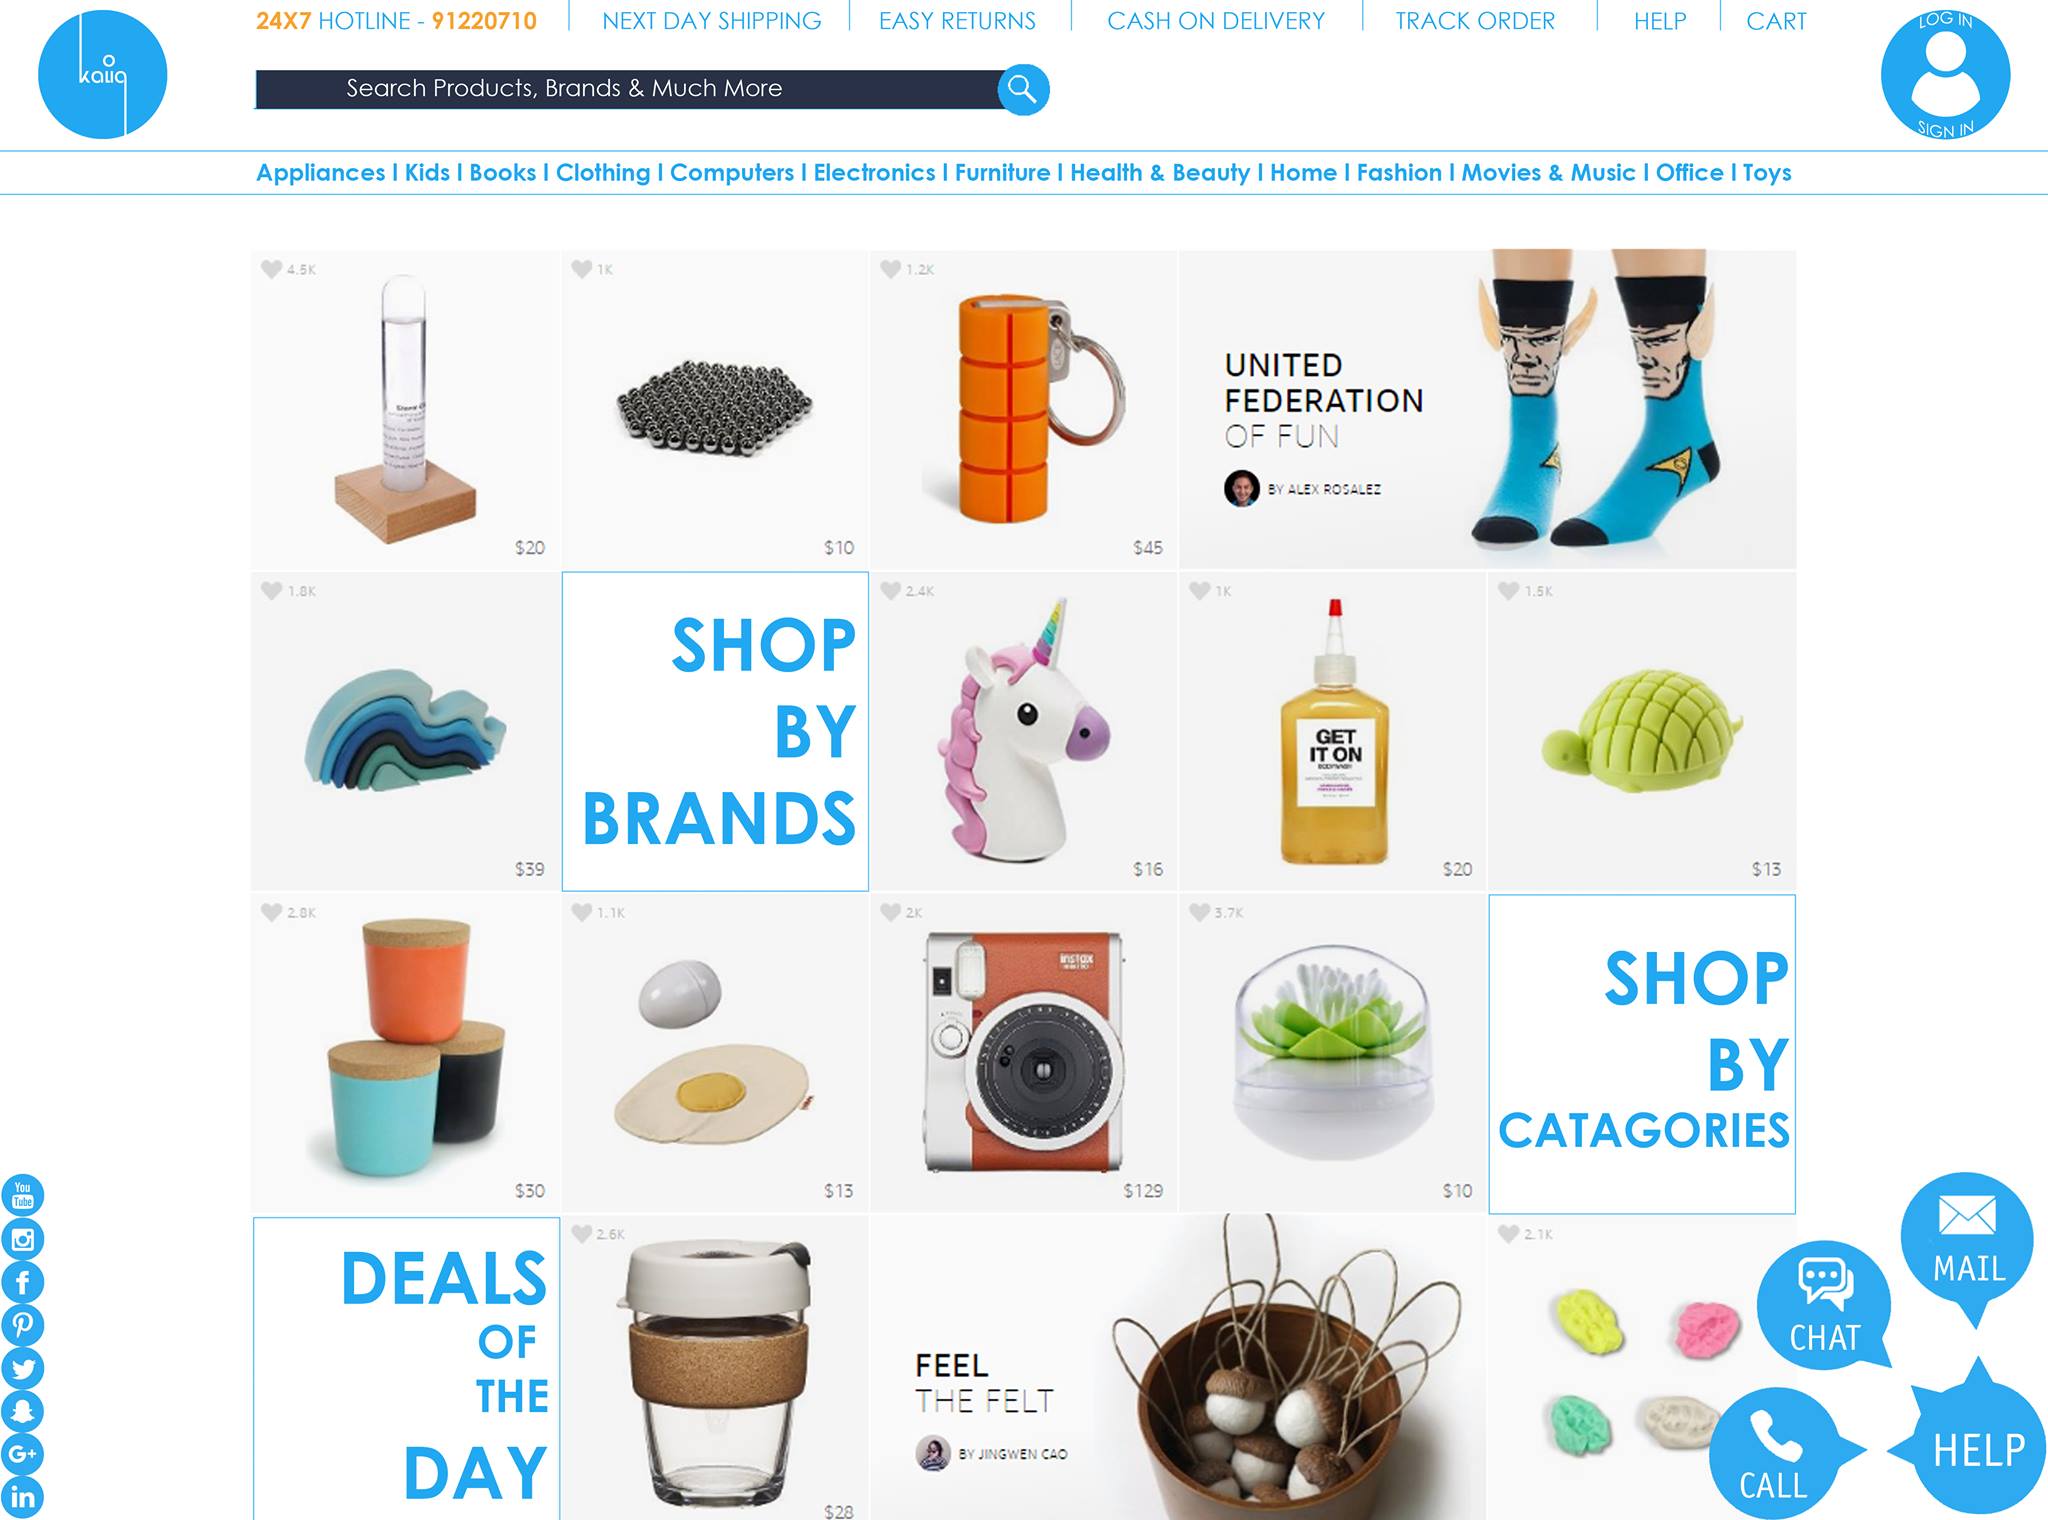 kaliq
24X7 HOTLINE - 91220710
NEXT DAY SHIPPING
EASY RETURNS
CASH ON DELIVERY
TRACK ORDER
HELP
CART
LOG IN
SIGN IN
Search Products, Brands & Much More
Appliances l Kids l Books l Clothing l Computers l Electronics l Furniture l Health & Beauty l Home l Fashion l Movies & Music l Office l Toys
4.5K
$20
1K
$10
1.2K
$45
UNITED
FEDERATION
OF FUN
BY ALEX ROSALEZ
1.8K
$39
SHOP
BY
BRANDS
2.4K
$16
1K
GET
IT ON
BODYWASH
$20
1.5K
$13
2.8K
$30
1.1K
$13
2K
instax
$129
3.7K
$10
SHOP
BY
CATAGORIES
DEALS
OF
THE
DAY
2.6K
$28
FEEL
THE FELT
BY JINGWEN CAO
2.1K
You
Tube
G+
in
MAIL
CHAT
CALL
HELP